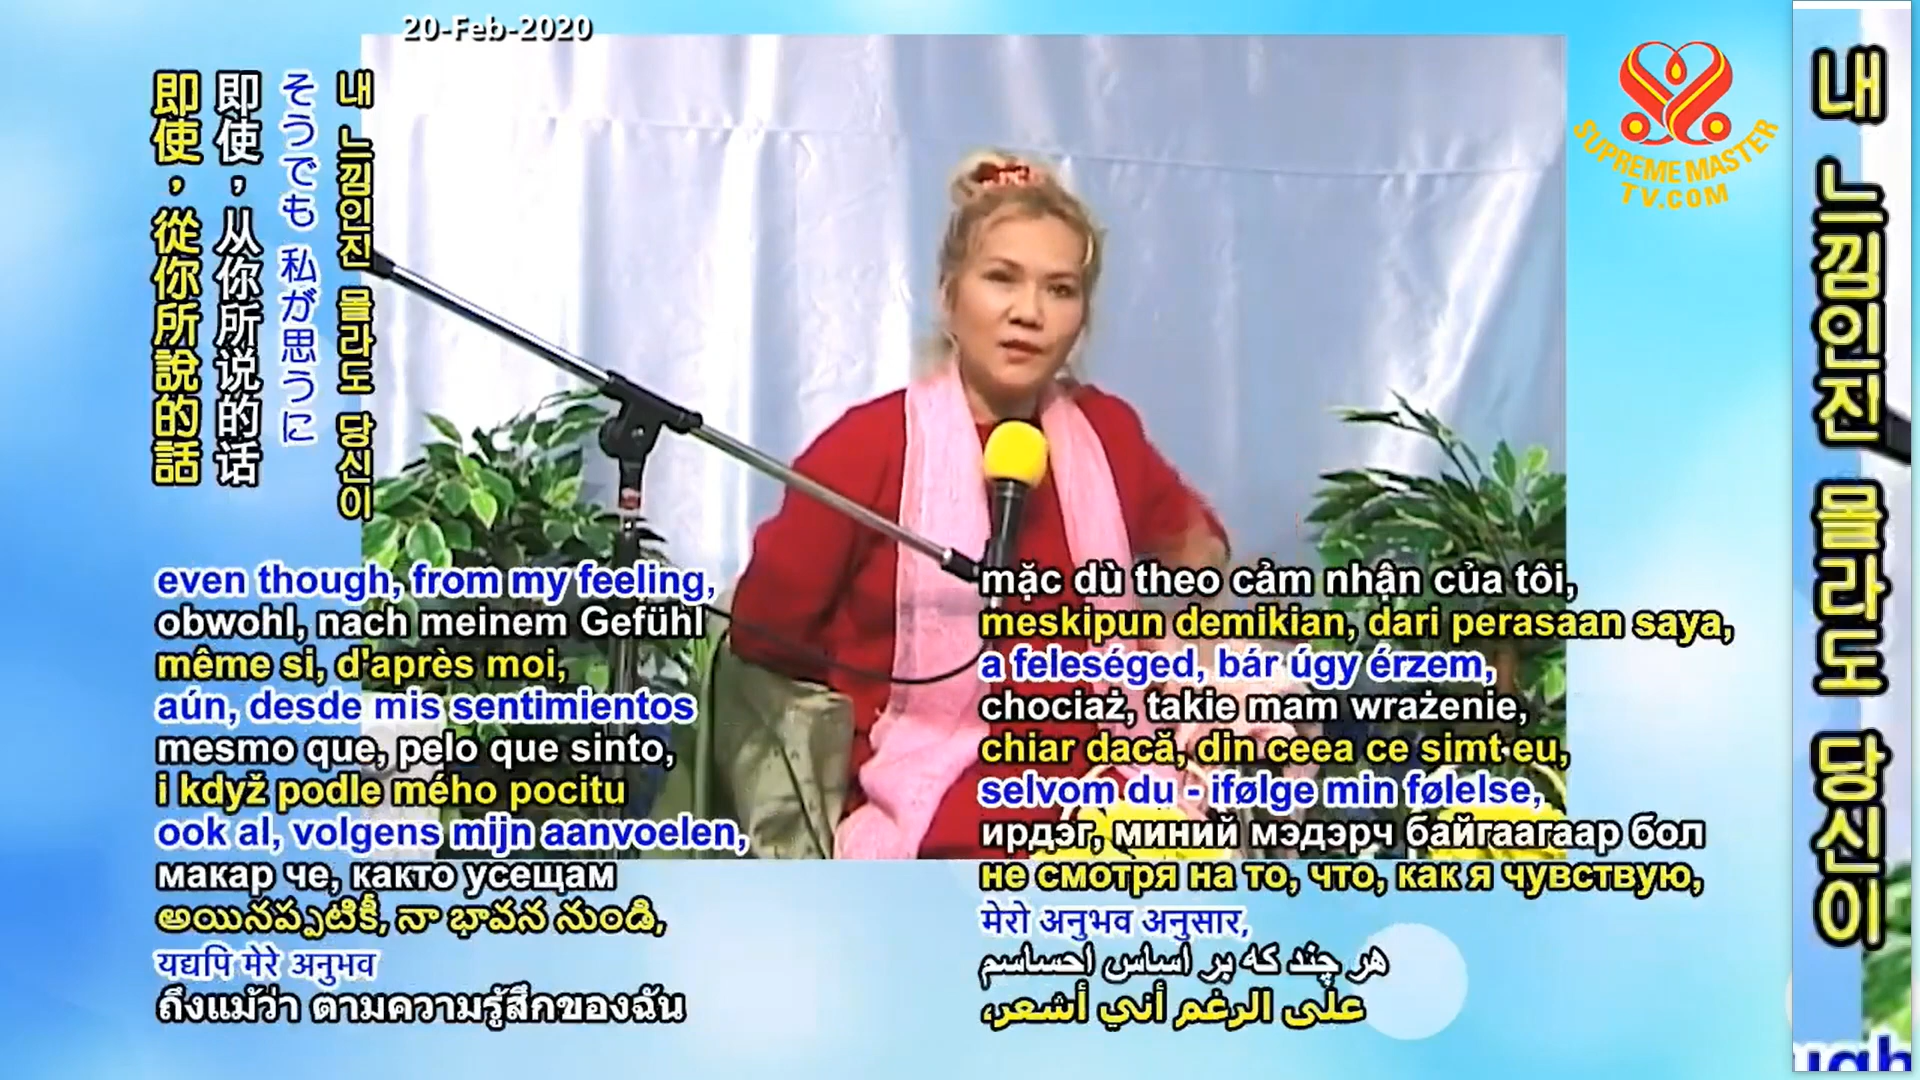 20-Feb-2020
SUPREME MASTER
TV.COM
即使，從你所說的話
即使，从你所说的话
そうでも 私が思うに
내 느낌인진 몰라도 당신이
내 느낌인진 몰라도 당신이
even though, from my feeling,
obwohl, nach meinem Gefühl
même si, d'après moi,
aún, desde mis sentimientos
mesmo que, pelo que sinto,
i když podle mého pocitu
ook al, volgens mijn aanvoelen,
макар че, както усещам
అయినప్పటికీ, నా భావన నుండి,
यद्यपि मेरे अनुभव
ถึงแม้ว่า ตามความรู้สึกของฉัน
mặc dù theo cảm nhận của tôi,
meskipun demikian, dari perasaan saya,
a feleséged, bár úgy érzem,
chociaż, takie mam wrażenie,
chiar dacă, din ceea ce simt eu,
selvom du - ifølge min følelse,
ирдэг, миний мэдэрч байгаагаар бол
не смотря на то, что, как я чувствую,
मेरो अनुभव अनुसार,
هر چند که بر اساس احساسم
على الرغم أني أشعر،